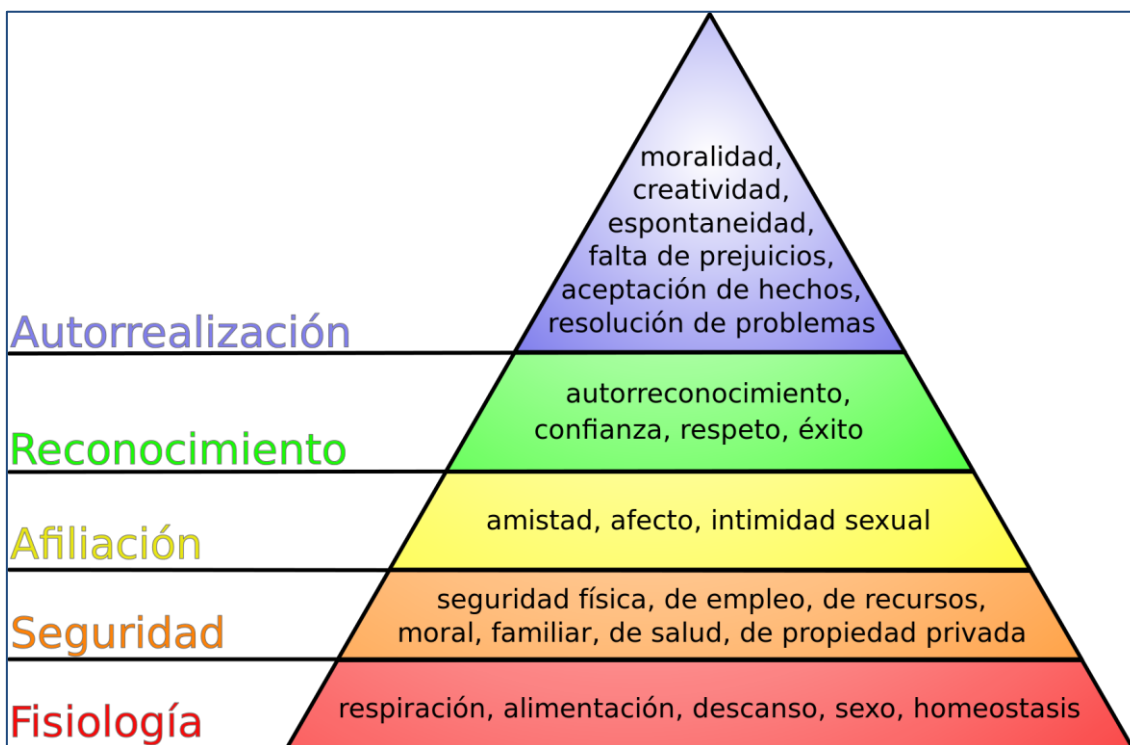 moralidad,
creatividad,
espontaneidad,
falta de prejuicios,
aceptación de hechos,
resolución de problemas
Autorrealización
autorreconocimiento,
confianza, respeto, éxito
Reconocimiento
amistad, afecto, intimidad sexual
Afiliación
seguridad física, de empleo, de recursos,
moral, familiar, de salud, de propiedad privada
Seguridad
respiración, alimentación, descanso, sexo, homeostasis
Fisiología